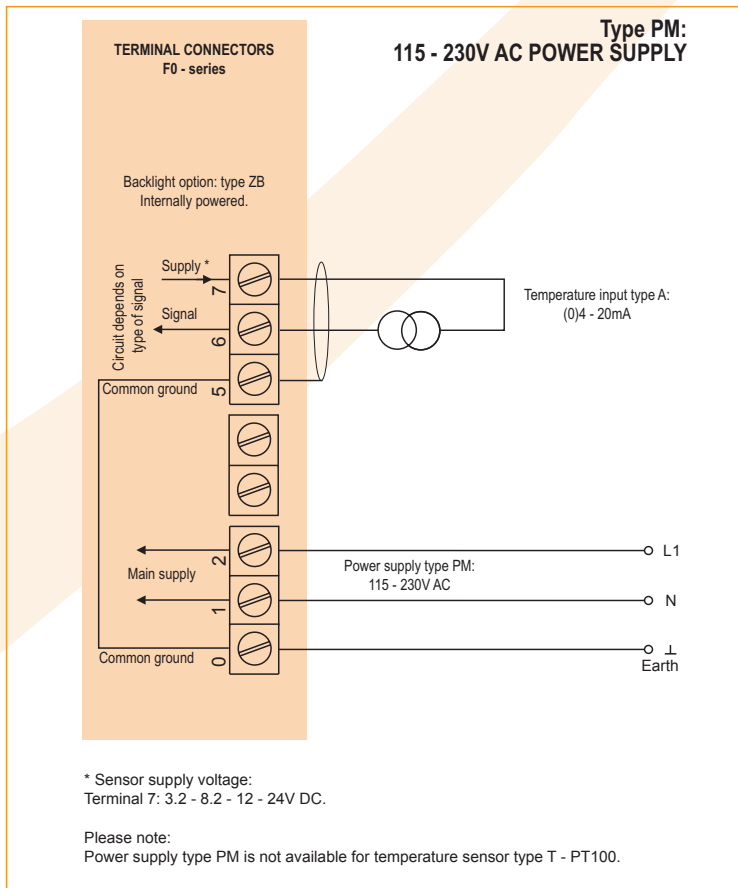 Type PM:
115 - 230V AC POWER SUPPLY
TERMINAL CONNECTORS
F0 - series
Backlight option: type ZB
Internally powered.
Circuit depends on
type of signal
Supply *
7
Signal
6
Common ground
5
Temperature input type A:
(0)4 - 20mA
2
Main supply
1
Common ground
0
Power supply type PM:
115 - 230V AC
L1
N
⊥
Earth
* Sensor supply voltage:
Terminal 7: 3.2 - 8.2 - 12 - 24V DC.
Please note:
Power supply type PM is not available for temperature sensor type T - PT100.